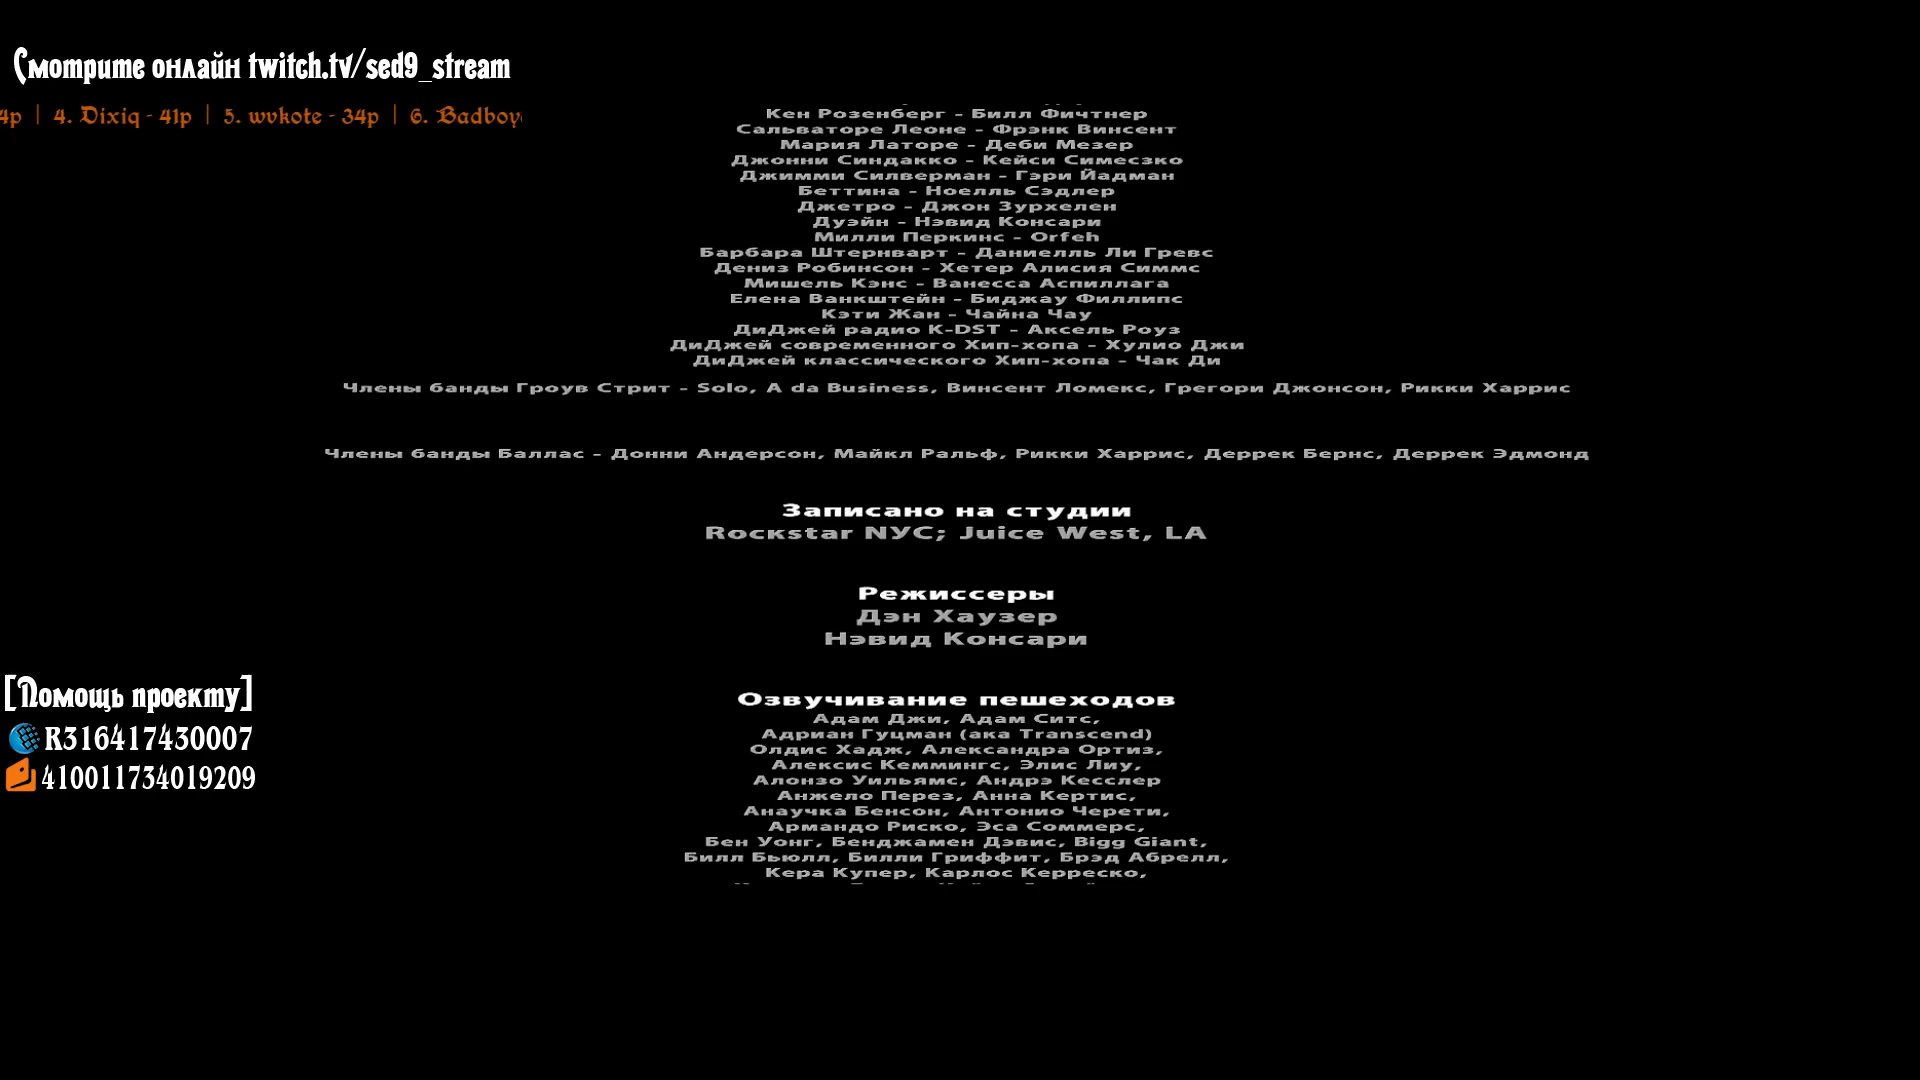 Смотрите онлайн twitch.tv/sed9_stream
4p | 4. Dixiq - 41p | 5. wvkote - 34p | 6. Badboy
Кен Розенберг - Билл Фичтнер
Сальваторе Леоне - Фрэнк Винсент
Мария Латоре - Деби Мезер
Джонни Синдакко - Кейси Симесзко
Джимми Силверман - Гэри Йадман
Беттина - Ноелль Сэдлер
Джетро - Джон Зурхелен
Дуэйн - Нэвид Консари
Милли Перкинс - Orfeh
Барбара Штернварт - Даниелль Ли Гревс
Дениз Робинсон - Хетер Алисия Симмс
Мишель Кэнс - Ванесса Аспиллага
Елена Ванкштейн - Биджау Филлипс
Кэти Жан - Чайна Чау
ДиДжей радио K-DST - Аксель Роуз
ДиДжей современного Хип-хопа - Хулио Джи
ДиДжей классического Хип-хопа - Чак Ди
Члены банды Гроув Стрит - Solo, A da Business, Винсент Ломекс, Грегори Джонсон, Рикки Харрис
Члены банды Баллас - Донни Андерсон, Майкл Ральф, Рикки Харрис, Деррек Бернс, Деррек Эдмонд
Записано на студии
Rockstar NYC; Juice West, LA
Режиссеры
Дэн Хаузер
Нэвид Консари
Озвучивание пешеходов
Адам Джи, Адам Ситс,
Адриан Гуцман (aka Transcend)
Олдис Хадж, Александра Ортиз,
Алексис Кеммингс, Элис Лиу,
Алонзо Уильямс, Андрэ Кесслер
Анжело Перез, Анна Кертис,
Анаучка Бенсон, Антонио Черети,
Армандо Риско, Эса Соммерс,
Бен Уонг, Бенджамен Дэвис, Bigg Giant,
Билл Бьюлл, Билли Гриффит, Брэд Абрелл,
Кера Купер, Карлос Керреско,
[Помощь проекту]
R316417430007
410011734019209